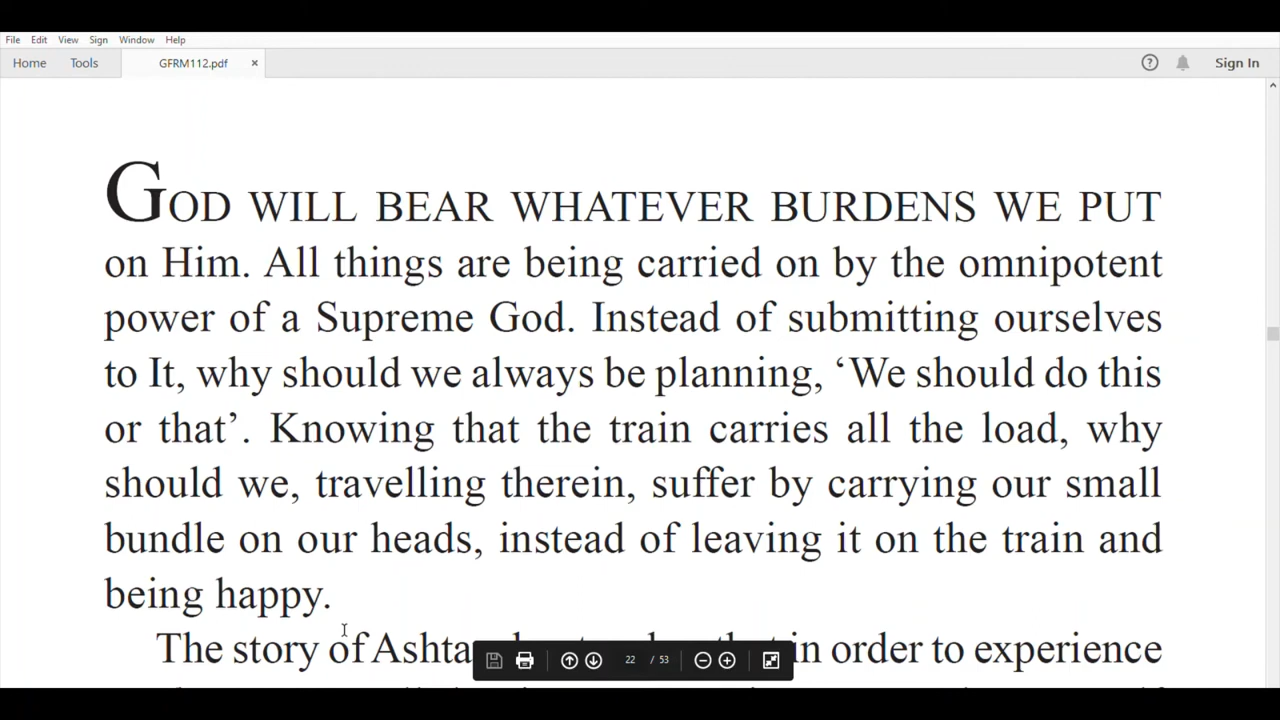 File Edit View Sign Window Help
Home Tools GFRM112.pdf × Sign In
GOD WILL BEAR WHATEVER BURDENS WE PUT
on Him. All things are being carried on by the omnipotent
power of a Supreme God. Instead of submitting ourselves
to It, why should we always be planning, ‘We should do this
or that’. Knowing that the train carries all the load, why
should we, travelling therein, suffer by carrying our small
bundle on our heads, instead of leaving it on the train and
being happy.
The story of in order to experience
22 / 53